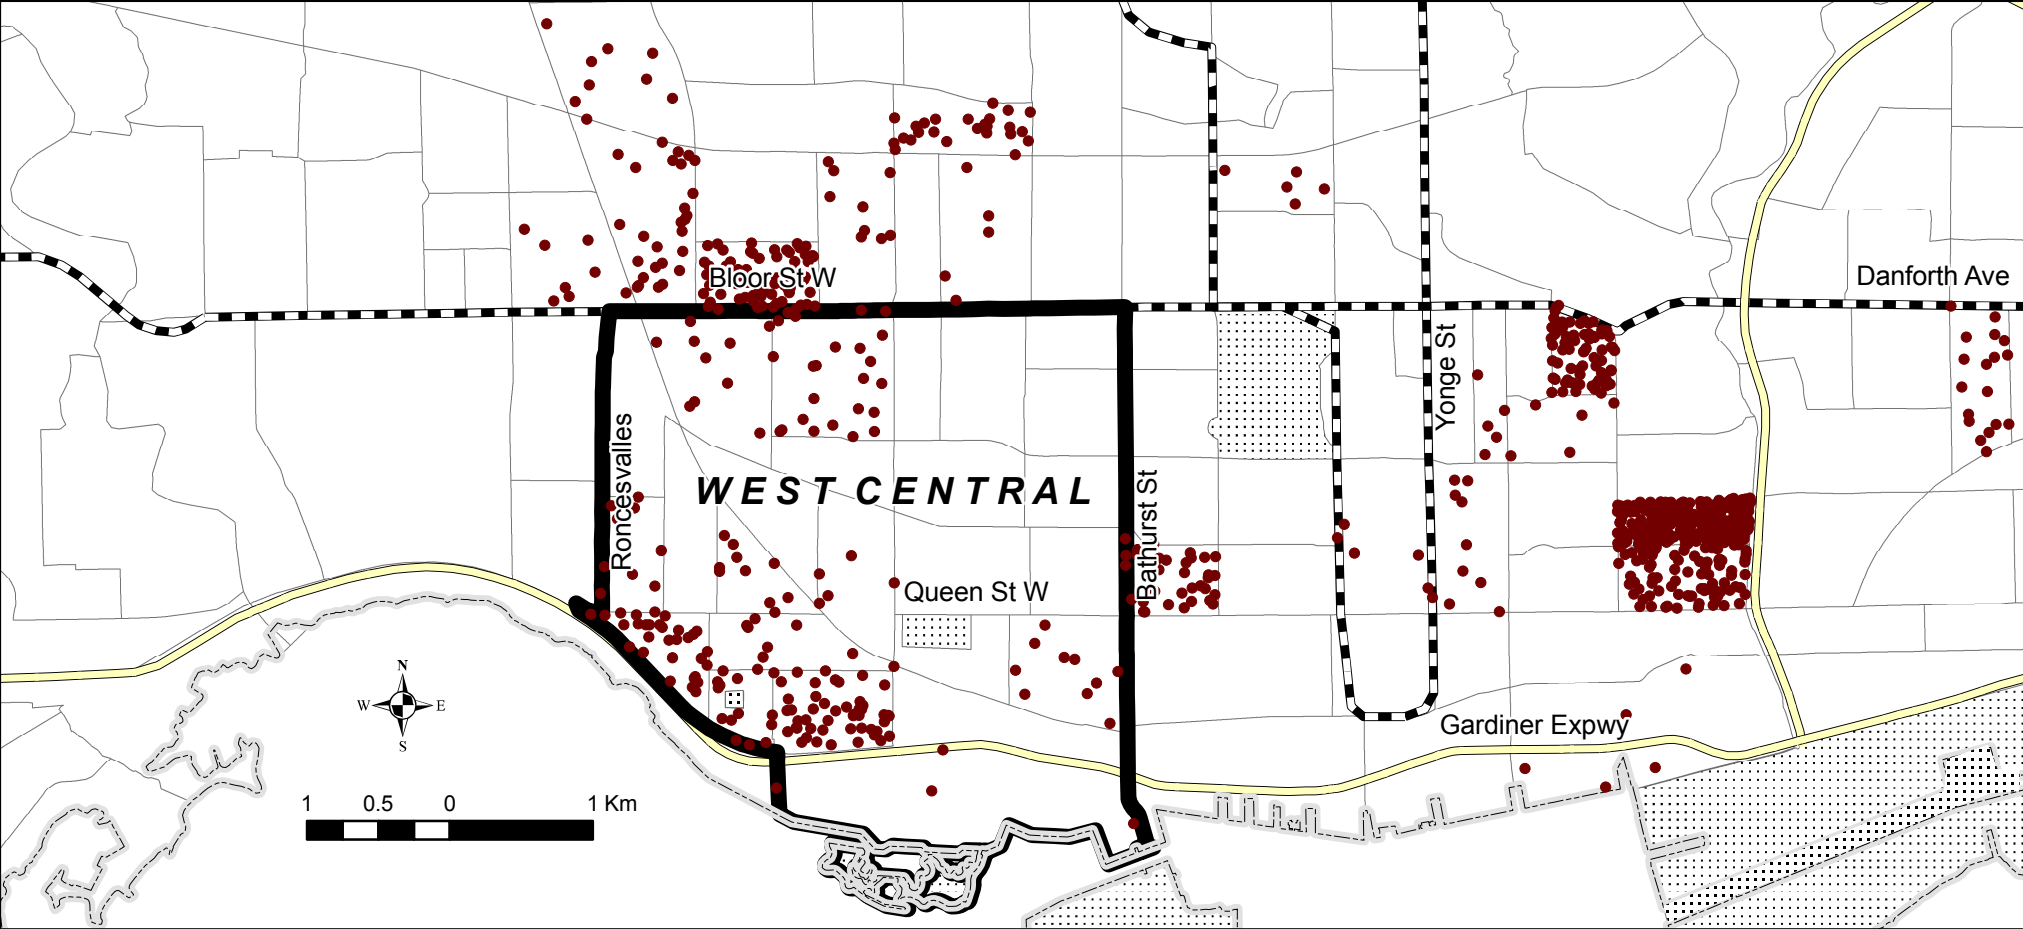 Bloor St W
Danforth Ave
Yonge St
Roncesvalles
WEST CENTRAL
Bathurst St
Queen St W
N
W E
S
Gardiner Expwy
1 0.5 0 1 Km